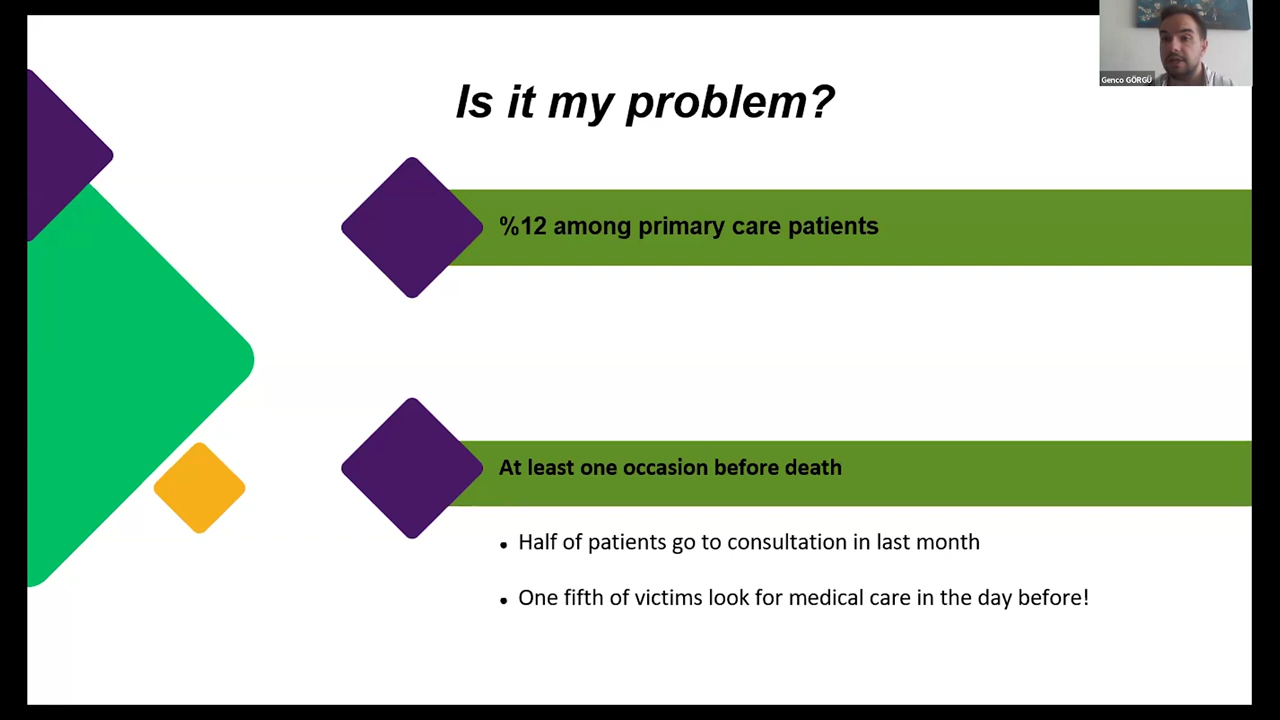 Genco GÖRGÜ
Is it my problem?
%12 among primary care patients
At least one occasion before death
• Half of patients go to consultation in last month
• One fifth of victims look for medical care in the day before!